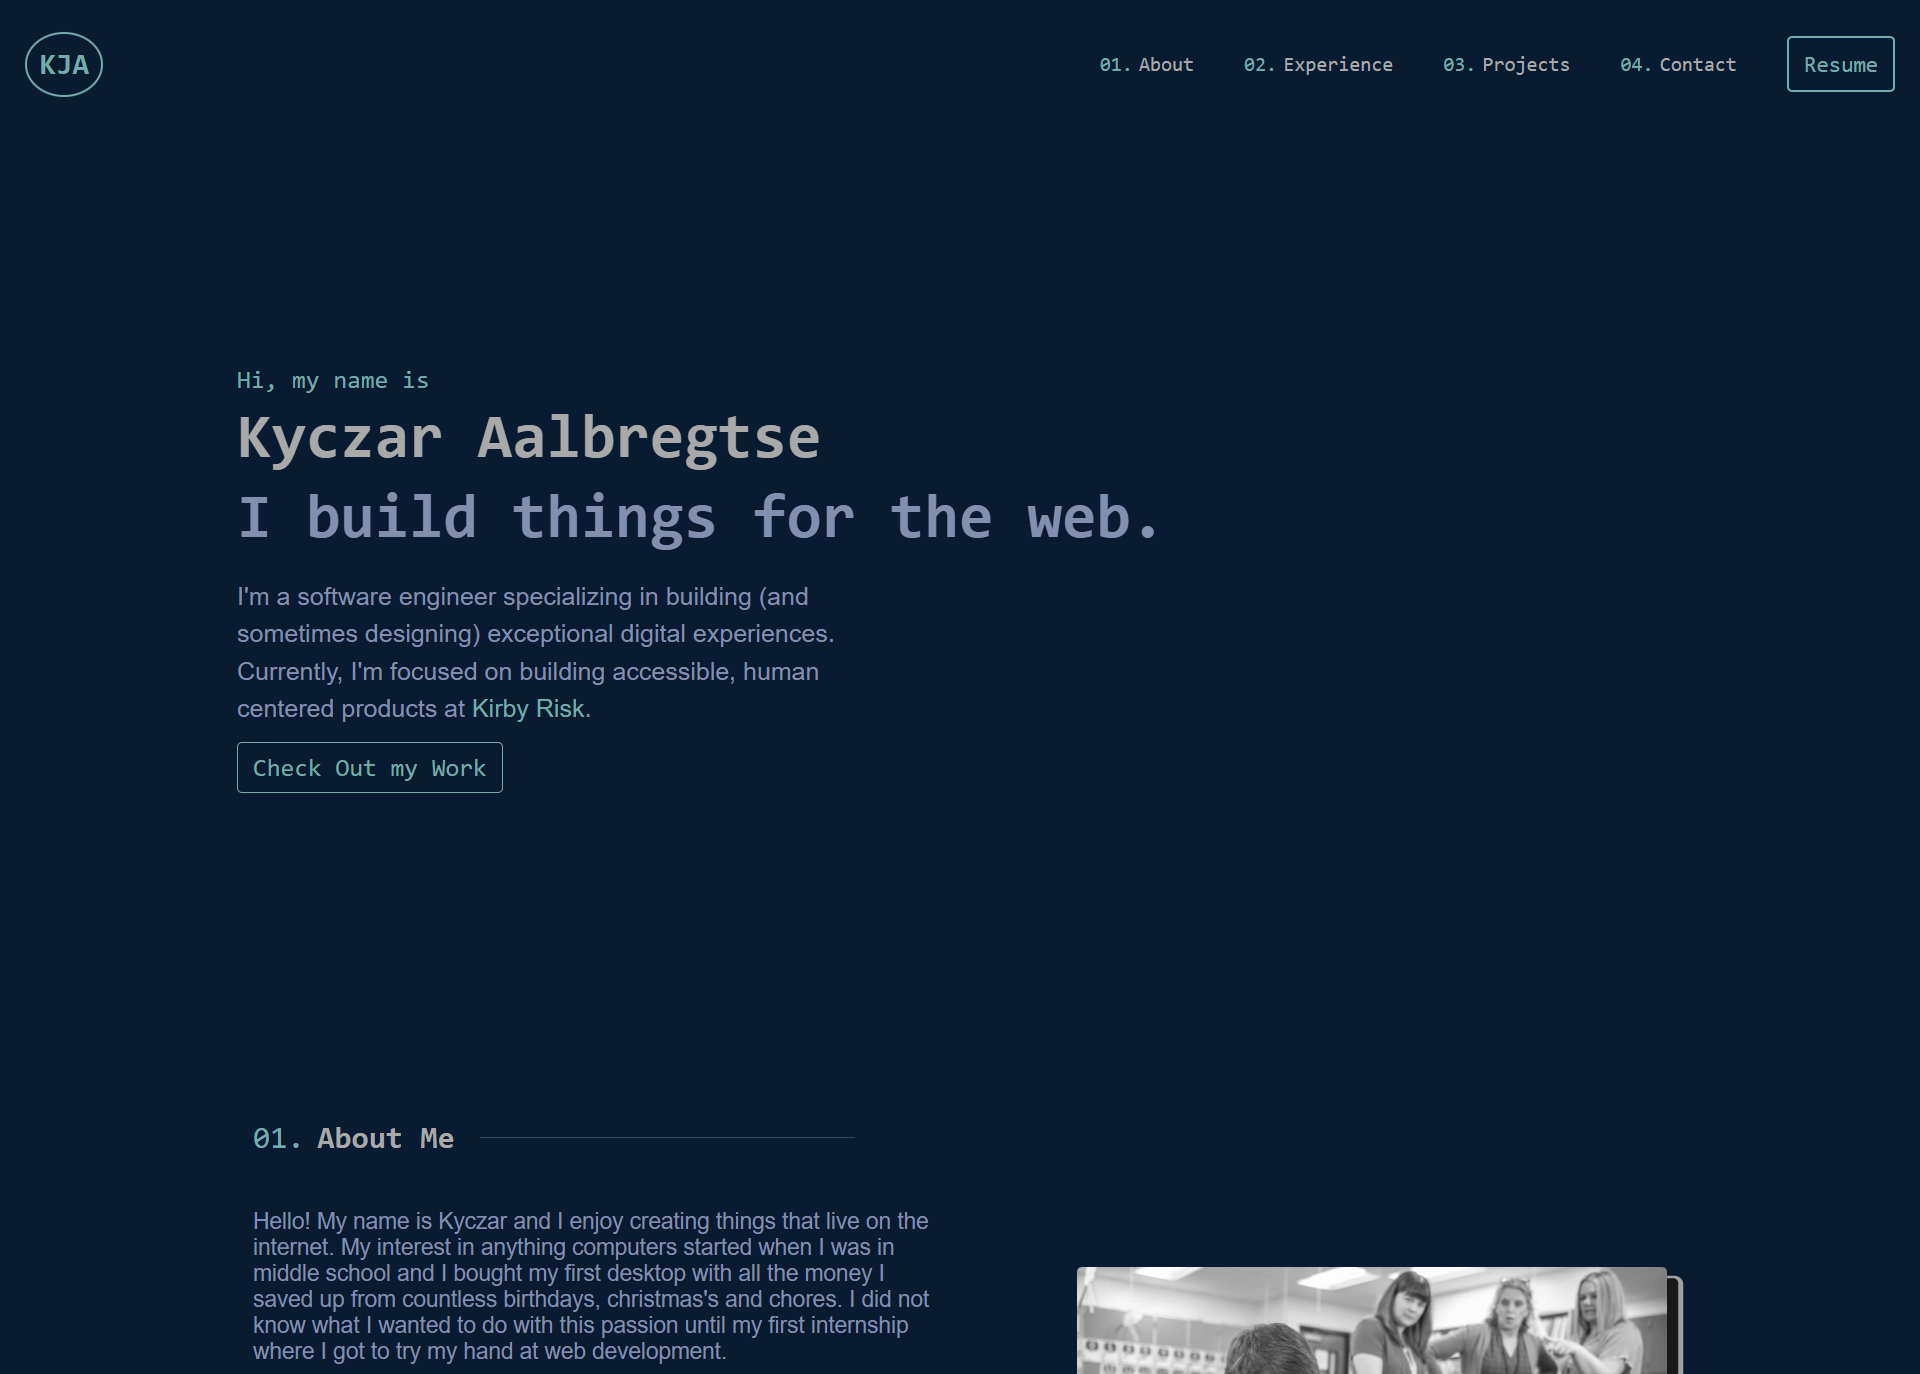 KJA
01. About
02. Experience
03. Projects
04. Contact
Resume
Hi, my name is
Kyczar Aalbregtse
I build things for the web.
I'm a software engineer specializing in building (and
sometimes designing) exceptional digital experiences.
Currently, I'm focused on building accessible, human
centered products at Kirby Risk.
Check Out my Work
01. About Me
Hello! My name is Kyczar and I enjoy creating things that live on the
internet. My interest in anything computers started when I was in
middle school and I bought my first desktop with all the money I
saved up from countless birthdays, christmas's and chores. I did not
know what I wanted to do with this passion until my first internship
where I got to try my hand at web development.